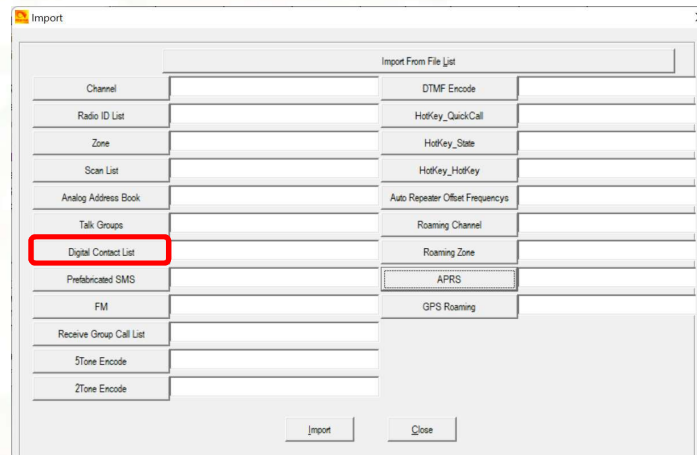 Import
Import From File List
Channel
DTMF Encode
Radio ID List
HotKey_QuickCall
Zone
HotKey_State
Scan List
HotKey_HotKey
Analog Address Book
Auto Repeater Offset Frequencys
Talk Groups
Roaming Channel
Digital Contact List
Roaming Zone
Prefabricated SMS
APRS
FM
GPS Roaming
Receive Group Call List
5Tone Encode
2Tone Encode
Import
Close